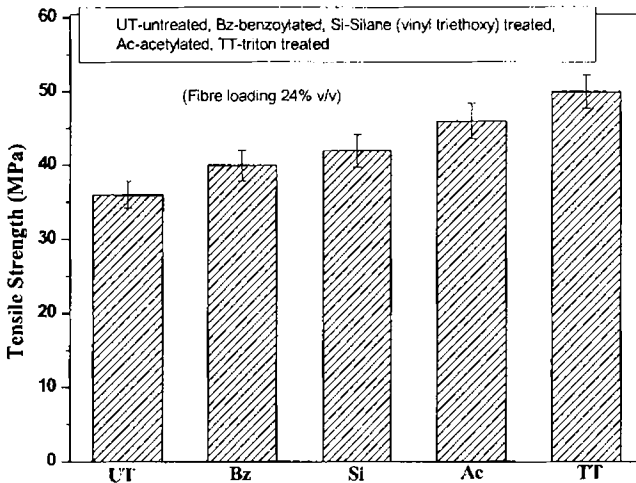 60
50
40
30
20
10
0
Tensile Strength (MPa)
UT-untreated, Bz-benzoylated, Si-Silane (vinyl triethoxy) treated,
Ac-acetylated, TT-triton treated
(Fibre loading 24% v/v)
UT Bz Si Ac TT